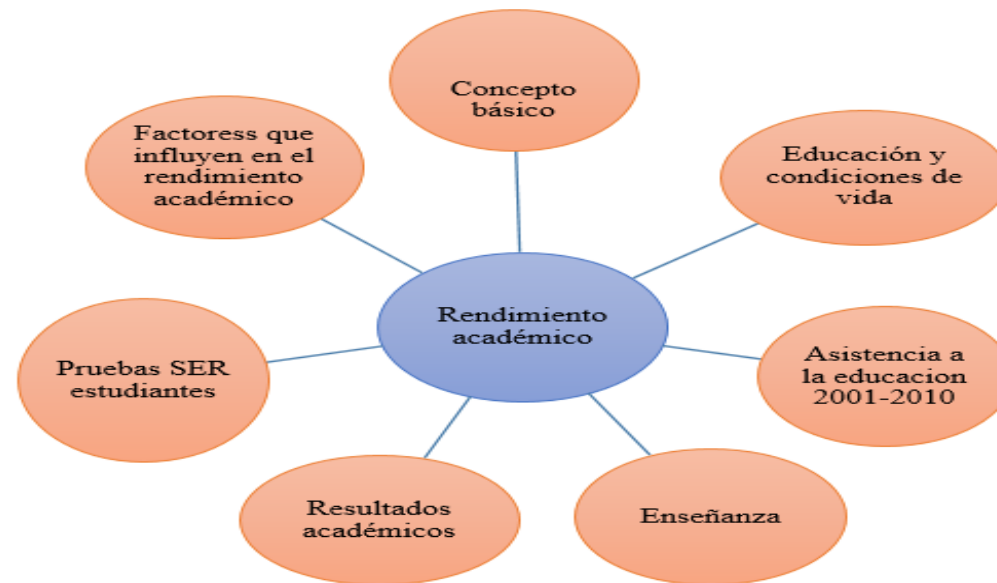 Concepto
básico
Factoress que
influyen en el
rendimiento
académico
Educación y
condiciones de
vida
Rendimiento
académico
Pruebas SER
estudiantes
Asistencia a
la educacion
2001-2010
Resultados
académicos
Enseñanza